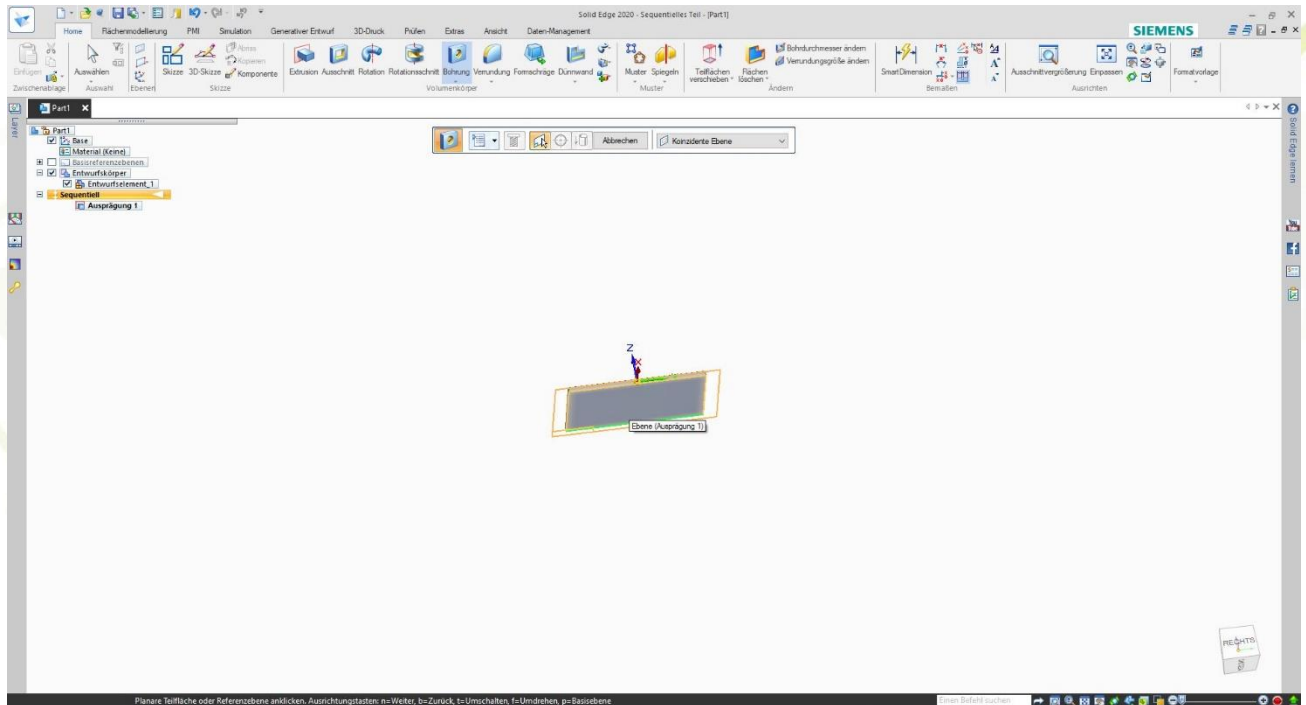 Solid Edge 2020 - Sequentielles Teil - [Part1]
Home Flächenmodellierung PMI Simulation Generativer Entwurf 3D-Druck Prüfen Extras Ansicht Daten-Management
SIEMENS
Einfügen
Auswählen
Skizze 3D-Skizze
Abriss
Kopieren
Komponente
Extrusion Ausschnitt Rotation Rotationsschnitt Bohrung Verrundung Formschräge Dünnwand
Muster Spiegeln
Teilflächen verschieben
Flächen löschen
Bohrdurchmesser ändern
Verrundungsgröße ändern
SmartDimension
Ausschnittvergrößerung Einpassen
Formatvorlage
Zwischenablage Auswahl Ebenen Skizze Volumenkörper Muster Ändern Bemaßen Ausrichten
Part1
Layer
Solid Edge lernen
Part1
Base
Material (Keine)
Basisreferenzebenen
Entwurfskörper
Entwurfselement_1
Sequentiell
Ausprägung 1
Abbrechen Koinzidente Ebene
Z
X
Ebene (Ausprägung 1)
RECHTS
Planare Teilfläche oder Referenzebene anklicken. Ausrichtungstasten: n=Weiter, b=Zurück, t=Umschalten, f=Umdrehen, p=Basisebene
Einen Befehl suchen